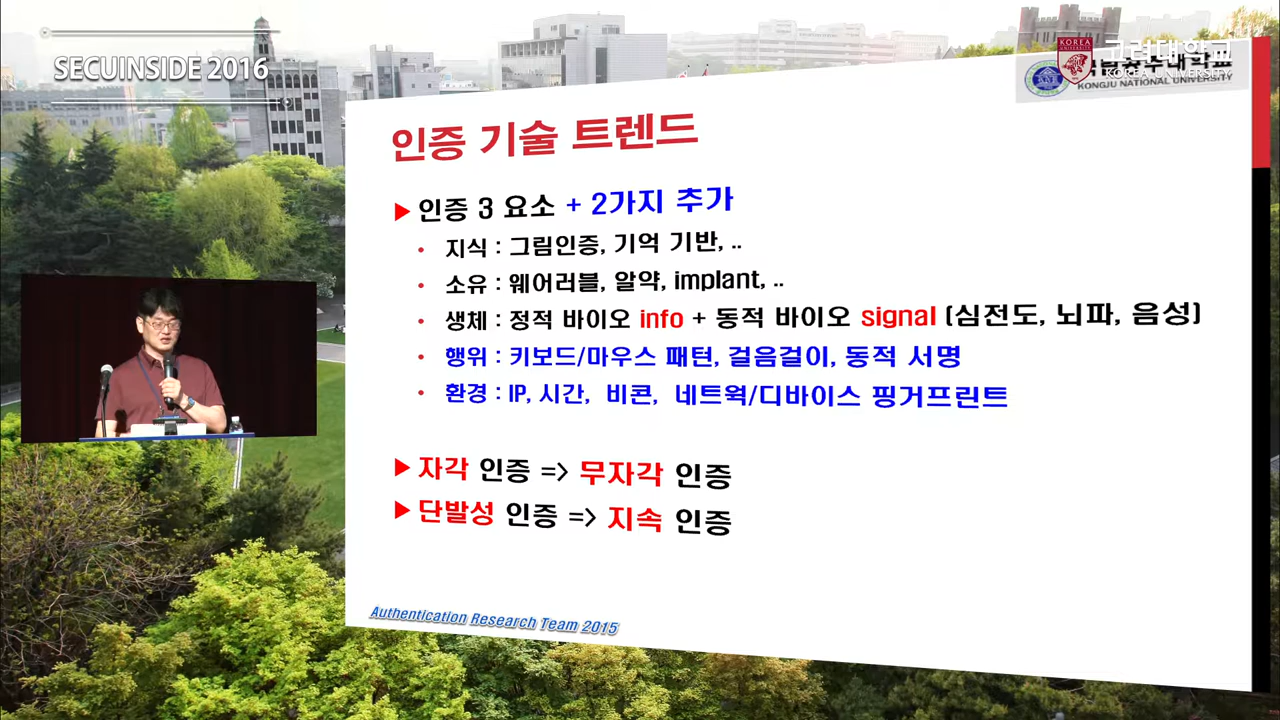 SECUINSIDE 2016
고려대학교
KOREA UNIVERSITY
KONGJU NATIONAL UNIVERSITY
인증 기술 트렌드
▶ 인증 3 요소 + 2가지 추가
• 지식 : 그림인증, 기억 기반, ..
• 소유 : 웨어러블, 알약, implant, ..
• 생체 : 정적 바이오 info + 동적 바이오 signal (심전도, 뇌파, 음성)
• 행위 : 키보드/마우스 패턴, 걸음걸이, 동적 서명
• 환경 : IP, 시간, 비콘, 네트웍/디바이스 핑거프린트
▶ 자각 인증 => 무자각 인증
▶ 단발성 인증 => 지속 인증
Authentication Research Team 2015